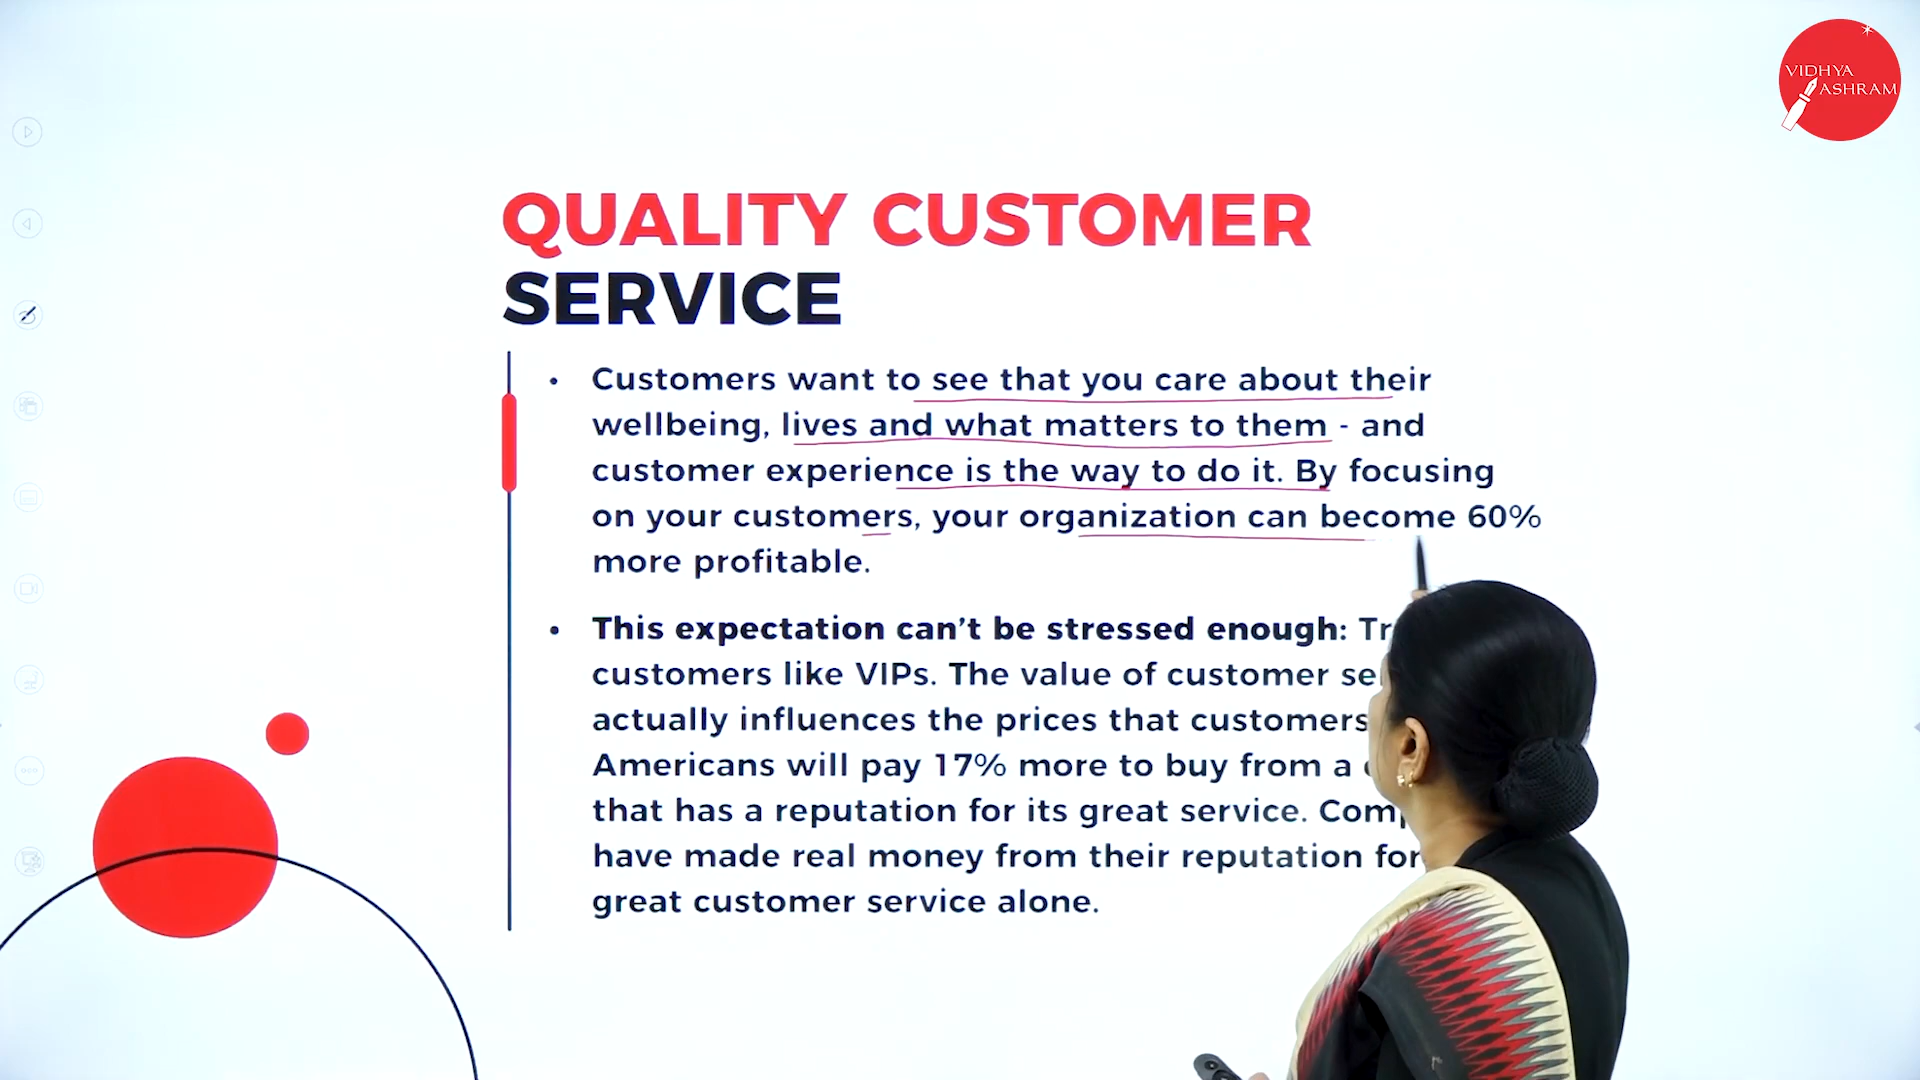 VIDHYA
ASHRAM
QUALITY CUSTOMER
SERVICE
• Customers want to see that you care about their
wellbeing, lives and what matters to them - and
customer experience is the way to do it. By focusing
on your customers, your organization can become 60%
more profitable.
• This expectation can't be stressed enough:
customers like VIPs. The value of customer
actually influences the prices that customers
Americans will pay 17% more to buy from a
that has a reputation for its great service.
have made real money from their reputation for
great customer service alone.